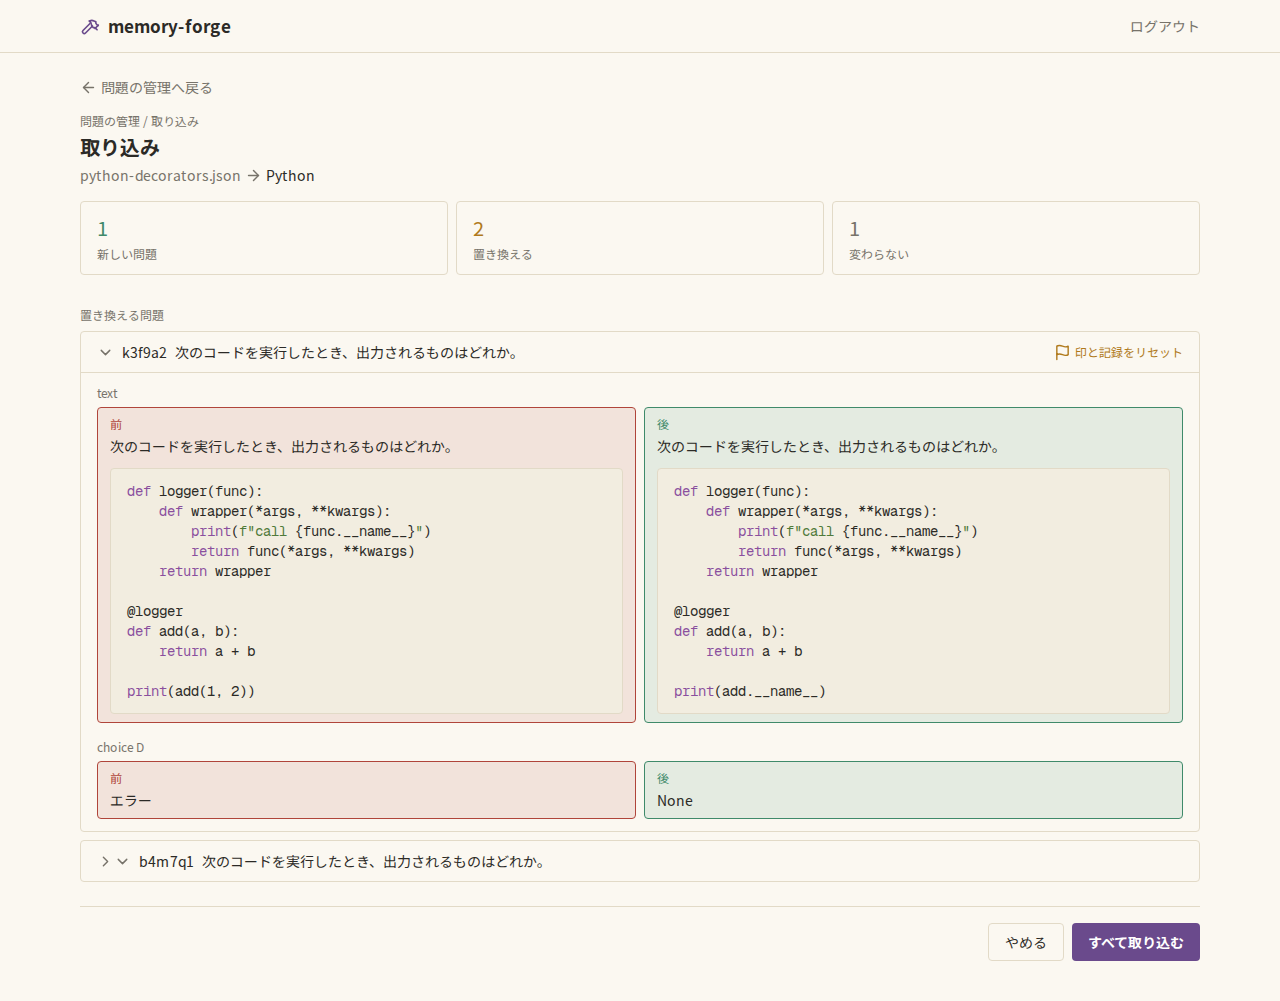 memory-forge
ログアウト
問題の管理へ戻る
問題の管理 / 取り込み
取り込み
python-decorators.json → Python
1
新しい問題
2
置き換える
1
変わらない
置き換える問題
k3f9a2 次のコードを実行したとき、出力されるものはどれか。
印と記録をリセット
text
前
次のコードを実行したとき、出力されるものはどれか。
def logger(func):
    def wrapper(*args, **kwargs):
        print(f"call {func.__name__}")
        return func(*args, **kwargs)
    return wrapper
@logger
def add(a, b):
    return a + b
print(add(1, 2))
後
次のコードを実行したとき、出力されるものはどれか。
def logger(func):
    def wrapper(*args, **kwargs):
        print(f"call {func.__name__}")
        return func(*args, **kwargs)
    return wrapper
@logger
def add(a, b):
    return a + b
print(add.__name__)
choice D
前
エラー
後
None
b4m7q1 次のコードを実行したとき、出力されるものはどれか。
やめる
すべて取り込む